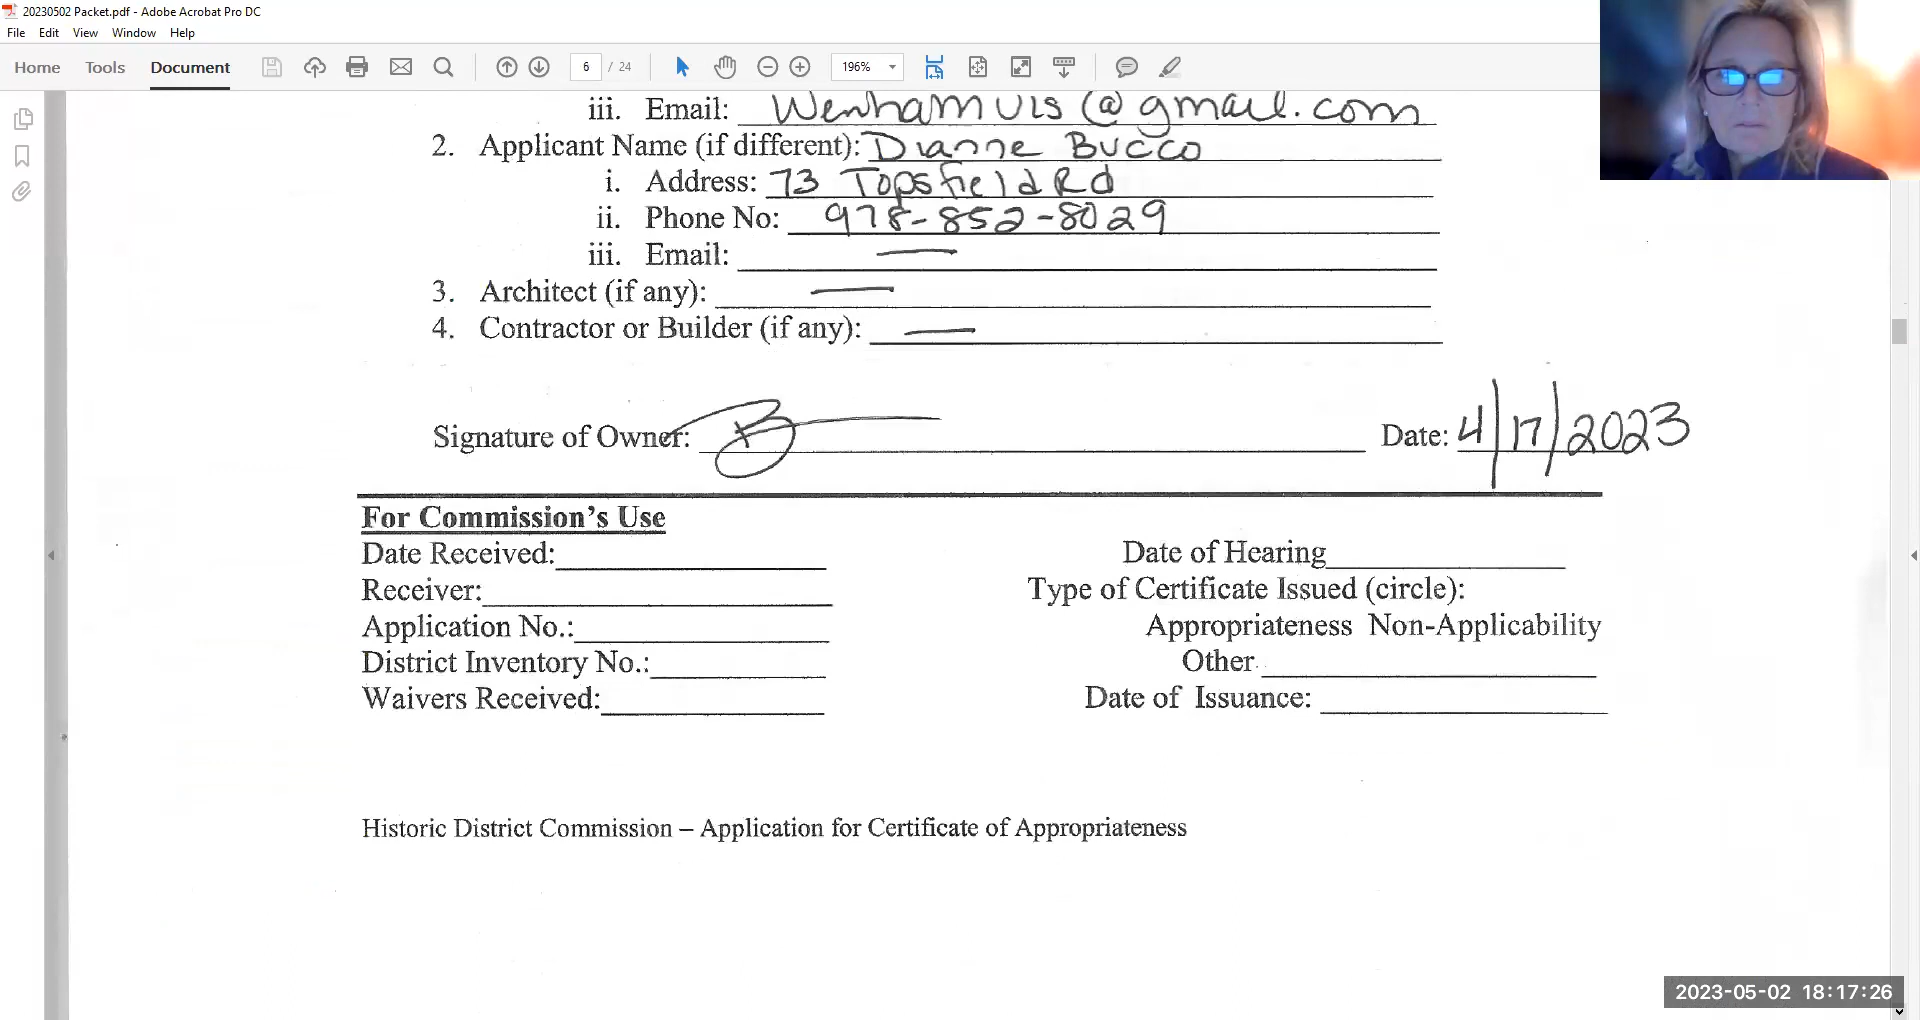 20230502 Packet.pdf - Adobe Acrobat Pro DC
File Edit View Window Help
Home Tools Document 6 / 24 196%
iii. Email: Wenhamvis@gmail.com
2. Applicant Name (if different): Dianne Bucco
i. Address: 73 Topsfield Rd
ii. Phone No: 978-852-8029
iii. Email: —
3. Architect (if any): —
4. Contractor or Builder (if any): —
Signature of Owner: Date: 4/17/2023
For Commission's Use
Date Received: Date of Hearing
Receiver: Type of Certificate Issued (circle):
Application No.: Appropriateness Non-Applicability
District Inventory No.: Other
Waivers Received: Date of Issuance:
Historic District Commission – Application for Certificate of Appropriateness
2023-05-02 18:17:26